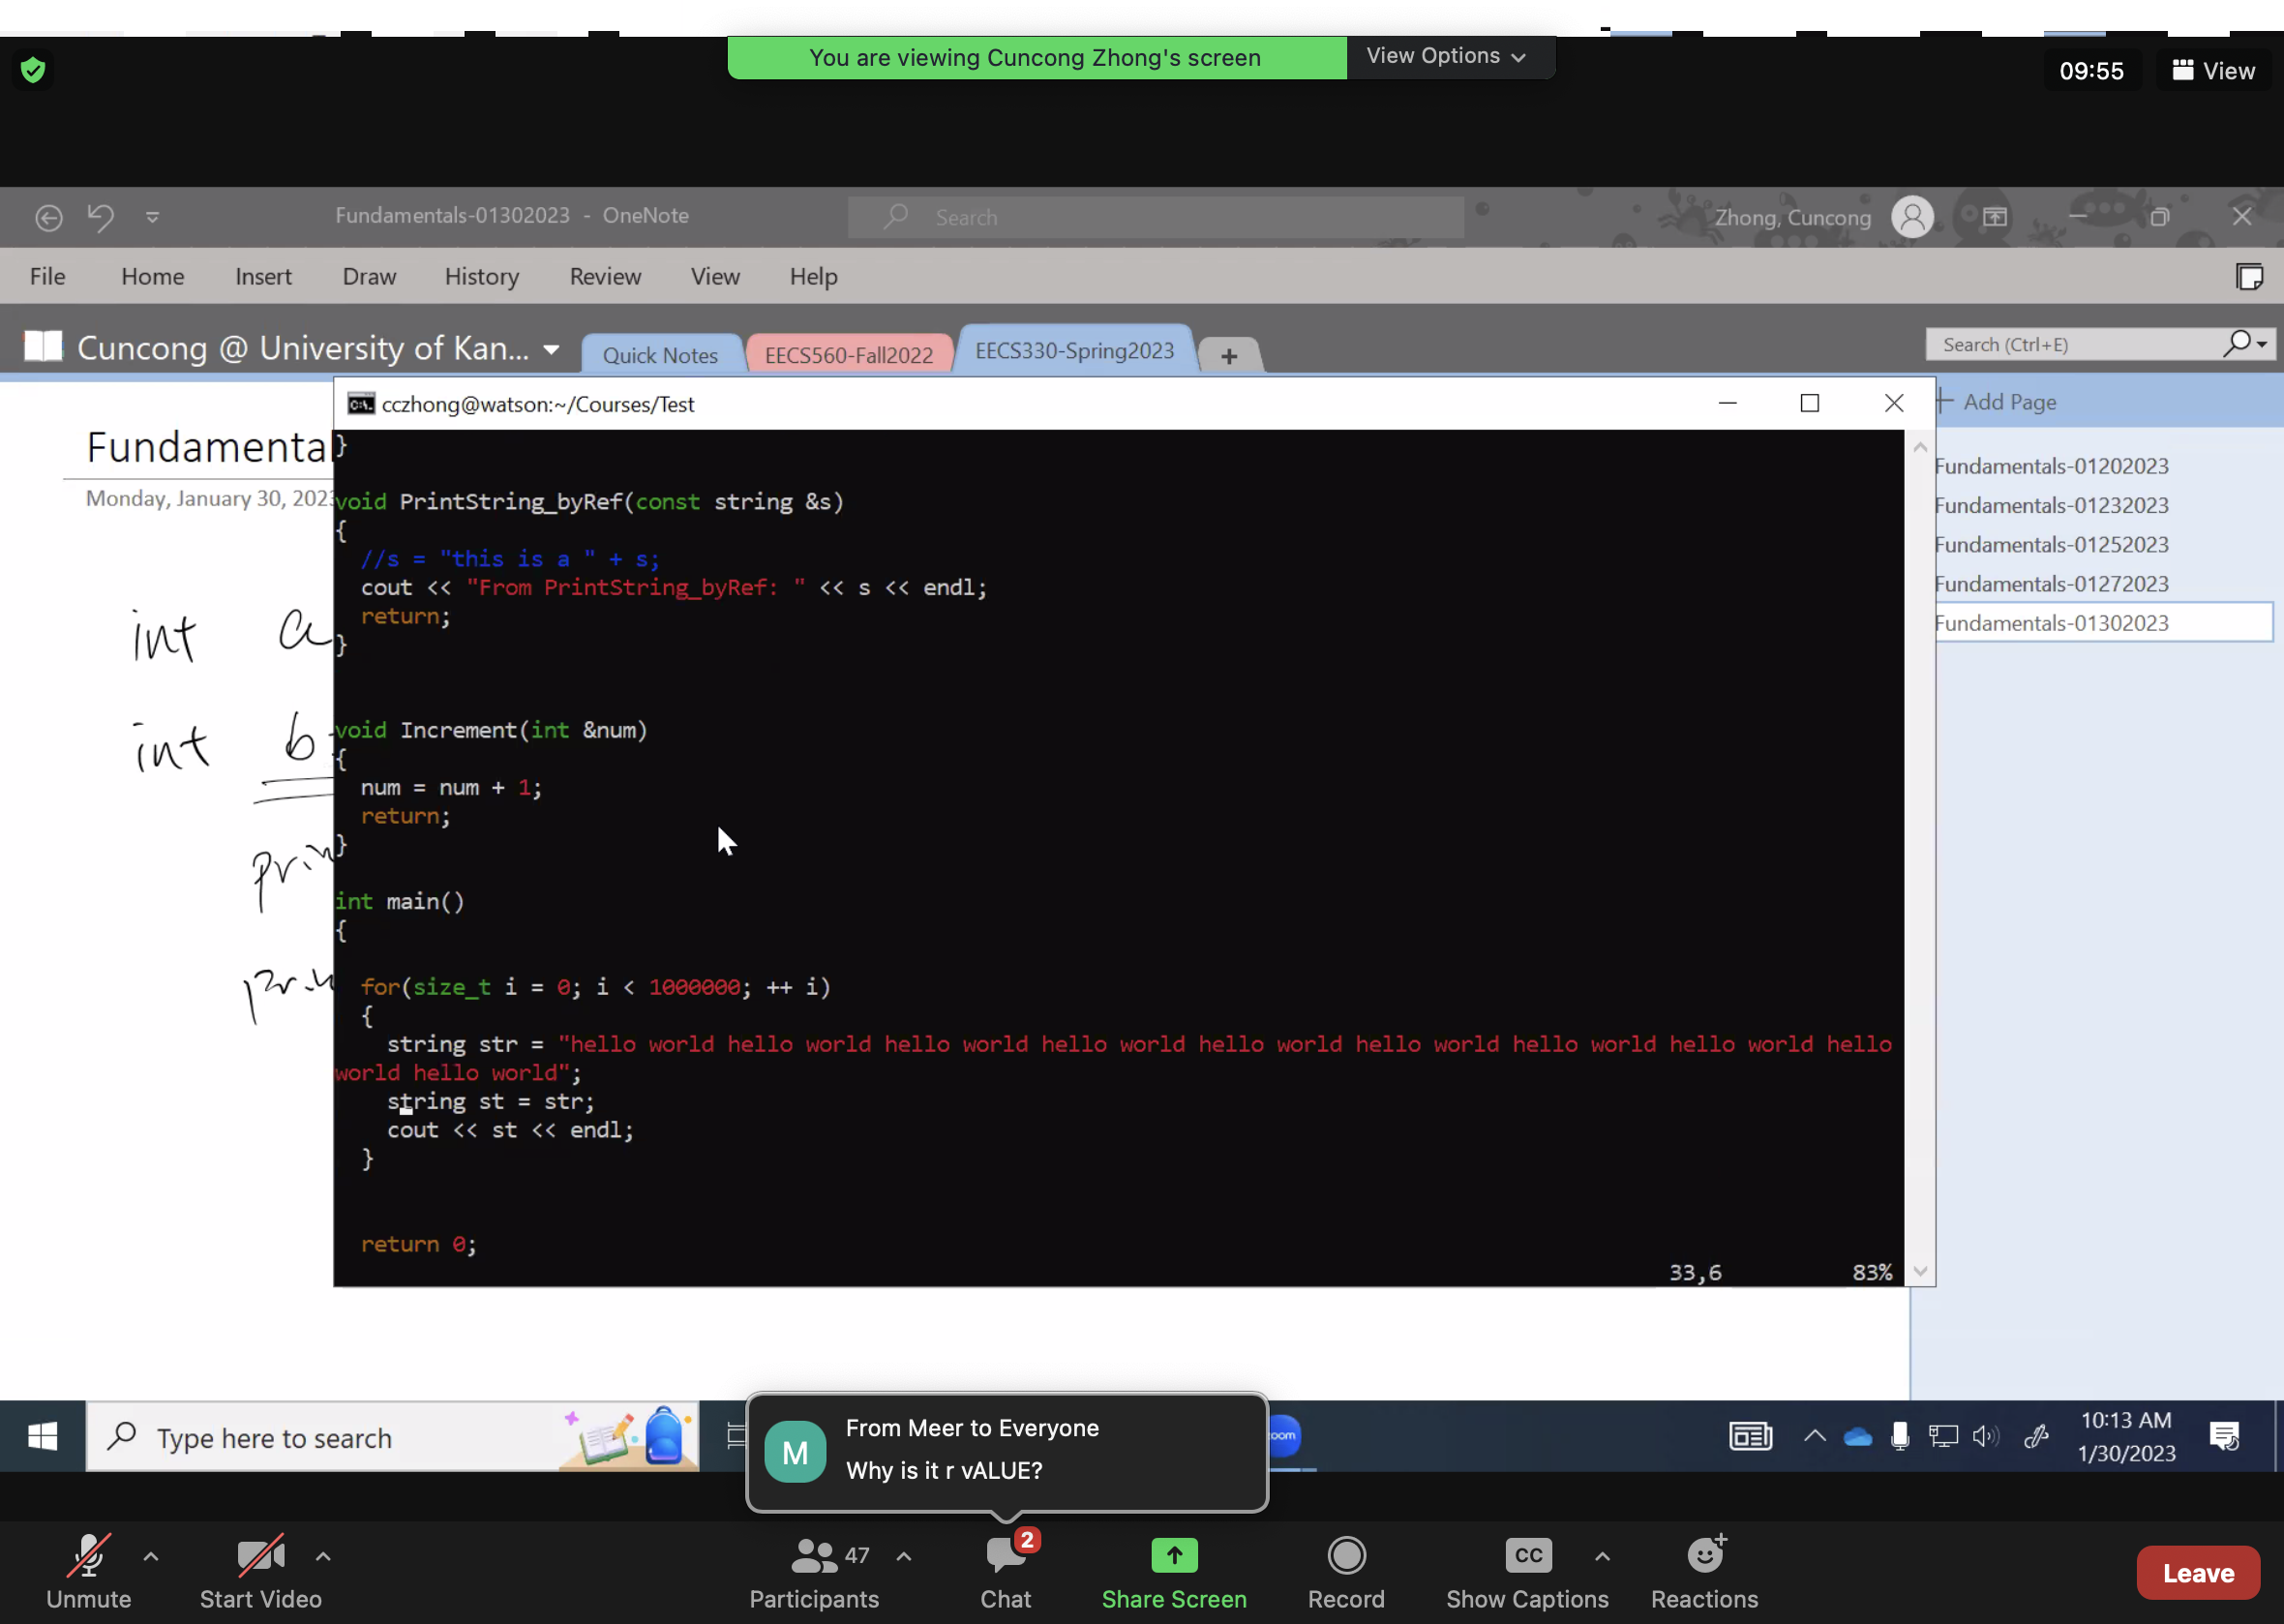 You are viewing Cuncong Zhong's screen
View Options
09:55
View
Fundamentals-01302023 - OneNote
Search
Zhong, Cuncong
File Home Insert Draw History Review View Help
Cuncong @ University of Kan...
Quick Notes
EECS560-Fall2022
EECS330-Spring2023
+
Search (Ctrl+E)
cczhong@watson:~/Courses/Test
Add Page
Fundamentals-01202023
Fundamentals-01232023
Fundamentals-01252023
Fundamentals-01272023
Fundamentals-01302023
Fundamental
Monday, January 30, 2023
int a
int b
}
void PrintString_byRef(const string &s)
{
//s = "this is a " + s;
cout << "From PrintString_byRef: " << s << endl;
return;
}
void Increment(int &num)
{
num = num + 1;
return;
}
int main()
{
for(size_t i = 0; i < 1000000; ++ i)
{
string str = "hello world hello world hello world hello world hello world hello world hello world hello world hello
world hello world";
string st = str;
cout << st << endl;
}
return 0;
33,6 83%
Type here to search
10:13 AM
1/30/2023
M
From Meer to Everyone
Why is it r vALUE?
Unmute
Start Video
47
Participants
2
Chat
Share Screen
Record
CC
Show Captions
Reactions
Leave